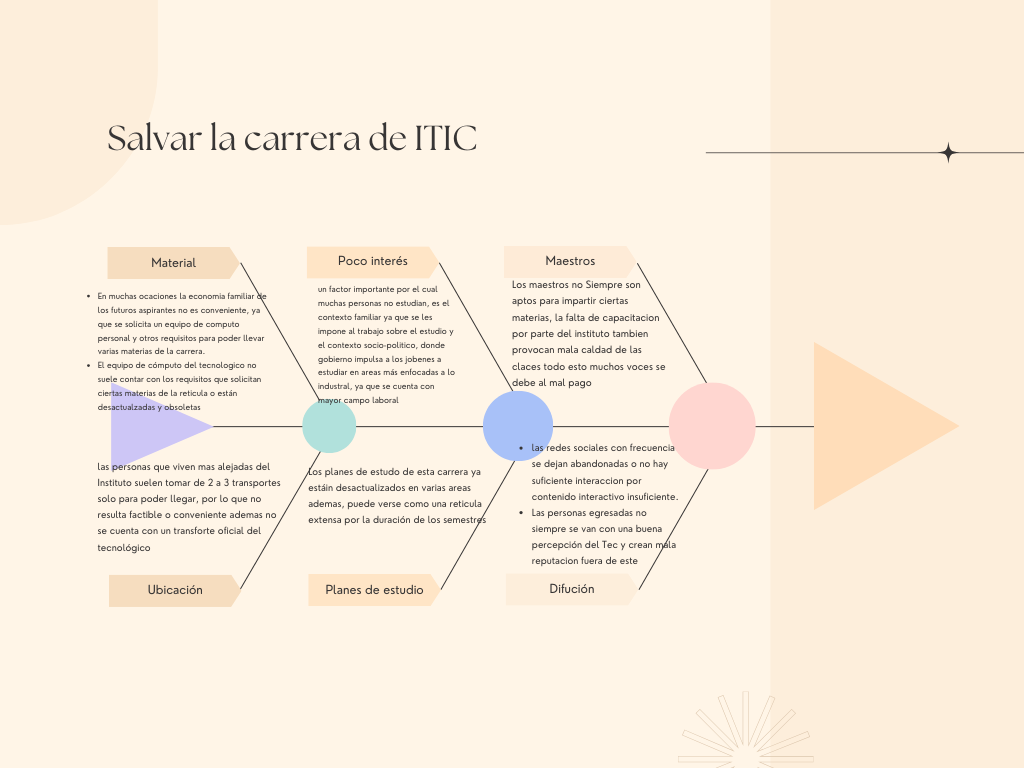 Salvar la carrera de ITIC
Material
• En muchas ocaciones la economia familiar de
los futuros aspirantes no es conveniente, ya
que se solicita un equipo de computo
personal y otros requisitos para poder llevar
varias materias de la carrera.
• El equipo de cómputo del tecnologico no
suele contar con los requisitos que solicitan
ciertas materias de la reticula o están
desactualizadas y obsoletas
Poco interés
un factor importante por el cual
muchas personas no estudian, es el
contexto familiar ya que se les
impone al trabajo sobre el estudio y
el contexto socio-politico, donde
gobierno impulsa a los jobenes a
estudiar en areas más enfocadas a lo
industral, ya que se cuenta con
mayor campo laboral
Maestros
Los maestros no Siempre son
aptos para impartir ciertas
materias, la falta de capacitacion
por parte del instituto tambien
provocan mala caldad de las
claces todo esto muchos voces se
debe al mal pago
las personas que viven mas alejadas del
Instituto suelen tomar de 2 a 3 transportes
solo para poder llegar, por lo que no
resulta factible o conveniente ademas no
se cuenta con un transforte oficial del
tecnológico
Ubicación
Los planes de estudo de esta carrera ya
estáin desactualizados en varias areas
ademas, puede verse como una reticula
extensa por la duración de los semestres
Planes de estudio
• las redes sociales con frecuencia
se dejan abandonadas o no hay
suficiente interaccion por
contenido interactivo insuficiente.
• Las personas egresadas no
siempre se van con una buena
percepción del Tec y crean mala
reputacion fuera de este
Difución